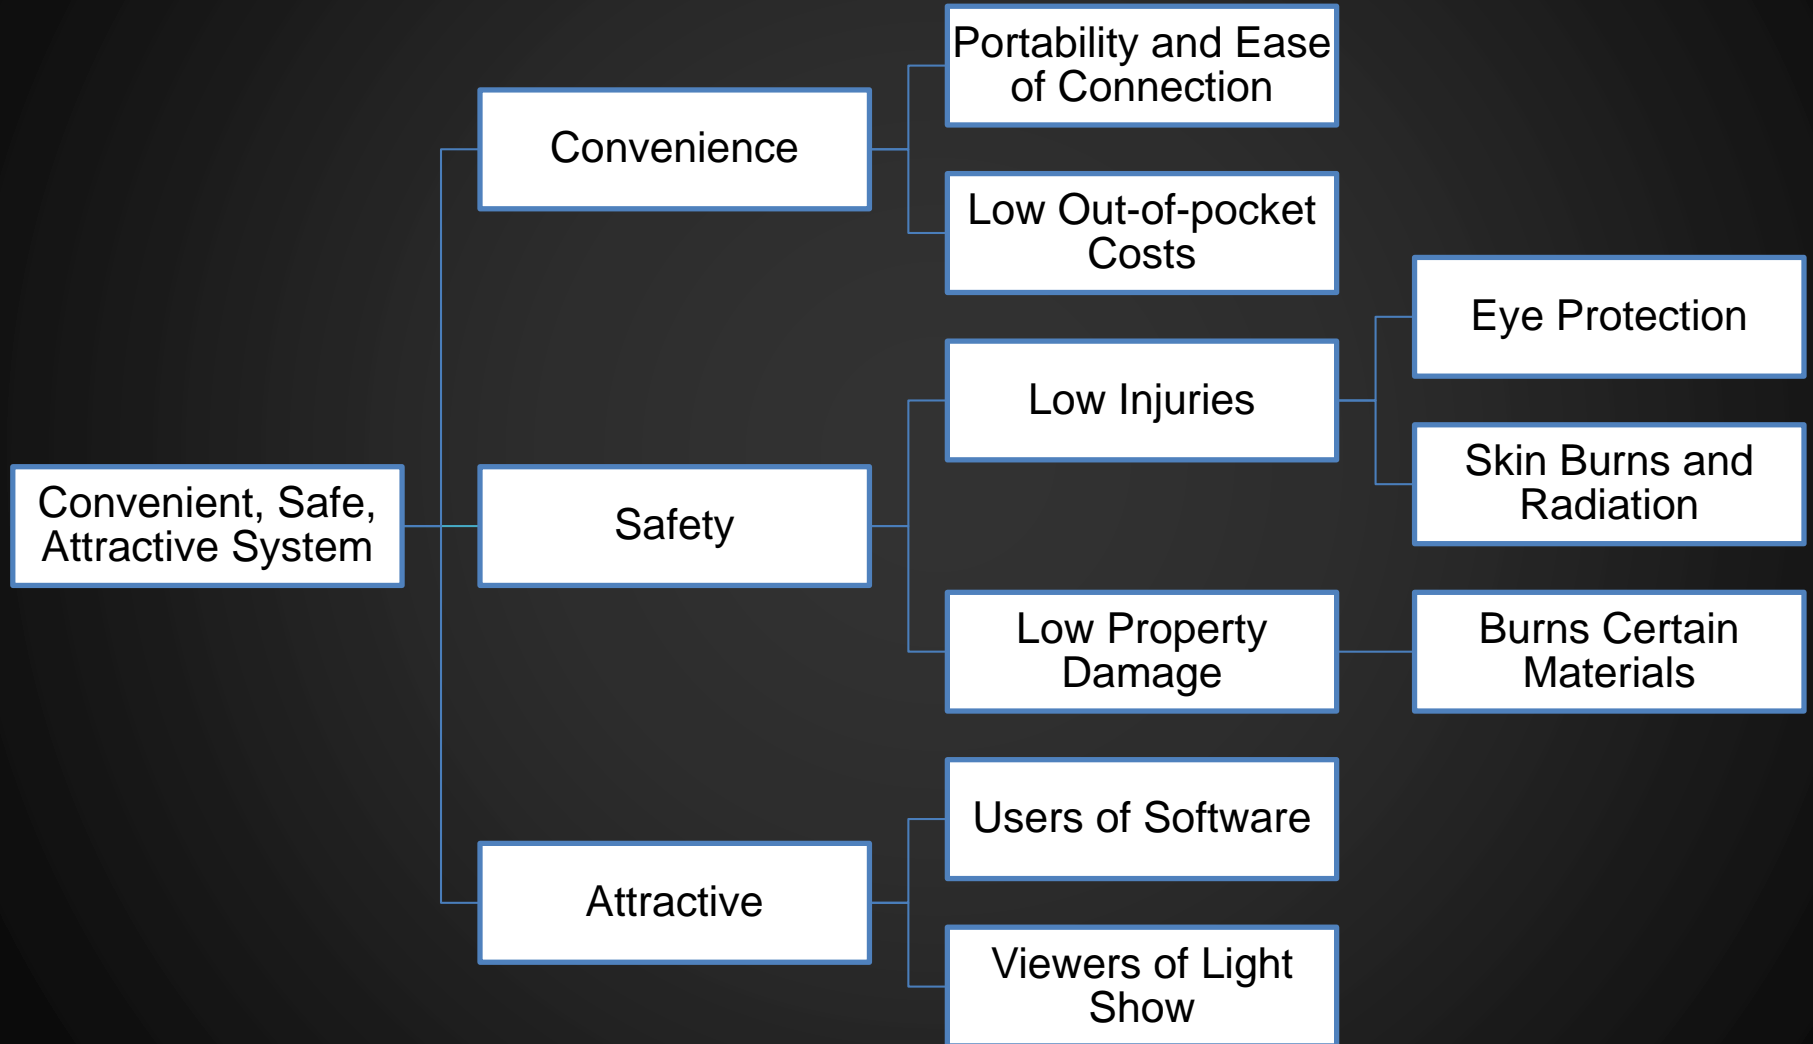 Convenient, Safe,
Attractive System
Convenience
Portability and Ease
of Connection
Low Out-of-pocket
Costs
Safety
Low Injuries
Eye Protection
Skin Burns and
Radiation
Low Property
Damage
Burns Certain
Materials
Attractive
Users of Software
Viewers of Light
Show